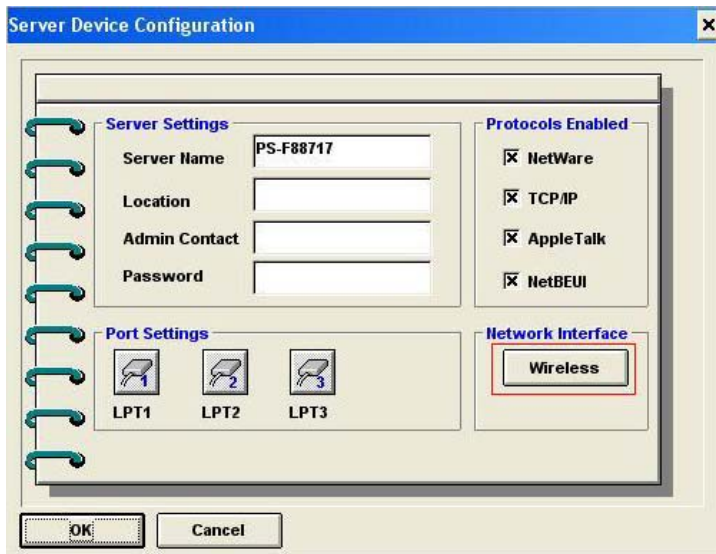 Server Device Configuration
Server Settings
Server Name PS-F88717
Location
Admin Contact
Password
Protocols Enabled
NetWare
TCP/IP
AppleTalk
NetBEUI
Port Settings
1 2 3
LPT1 LPT2 LPT3
Network Interface
Wireless
OK Cancel